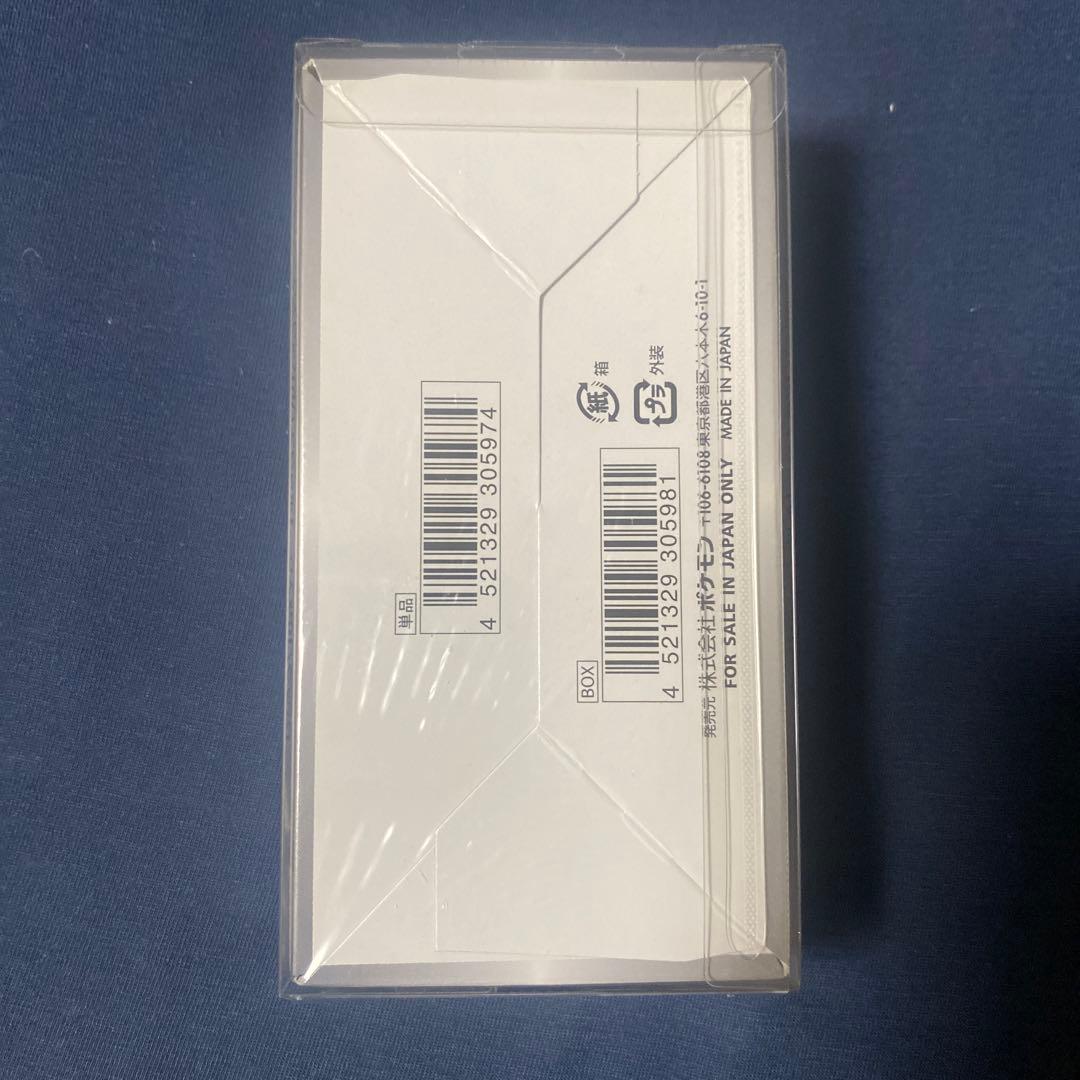 単品
4 521329 305974
BOX
4 521329 305981
紙 箱
プラ 外装
発売元 株式会社 ポケモン 〒106-6108 東京都港区六本木6-10-1
FOR SALE IN JAPAN ONLY MADE IN JAPAN